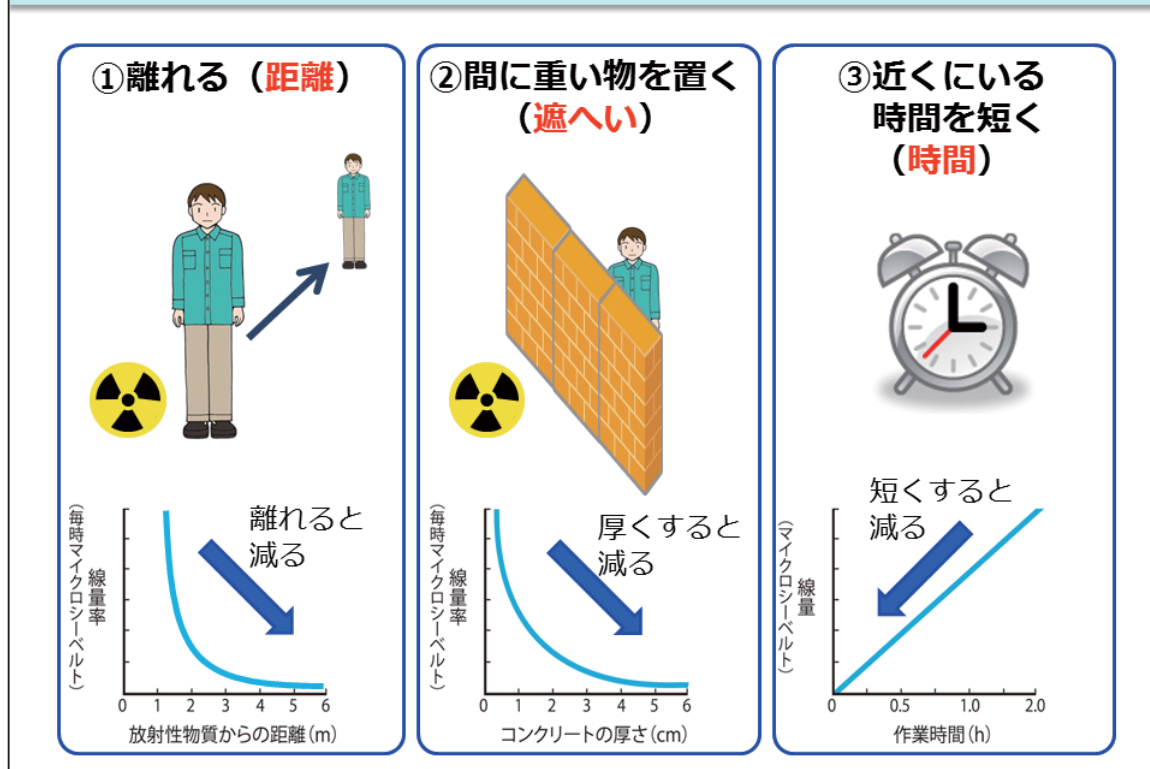 ①離れる（距離）
離れると
減る
線量率
（毎時マイクロシーベルト）
0 1 2 3 4 5 6
放射性物質からの距離（m）
②間に重い物を置く
（遮へい）
厚くすると
減る
線量率
（毎時マイクロシーベルト）
0 1 2 3 4 5 6
コンクリートの厚さ（cm）
③近くにいる
時間を短く
（時間）
短くすると
減る
線量
（マイクロシーベルト）
0 0.5 1.0 2.0
作業時間（h）